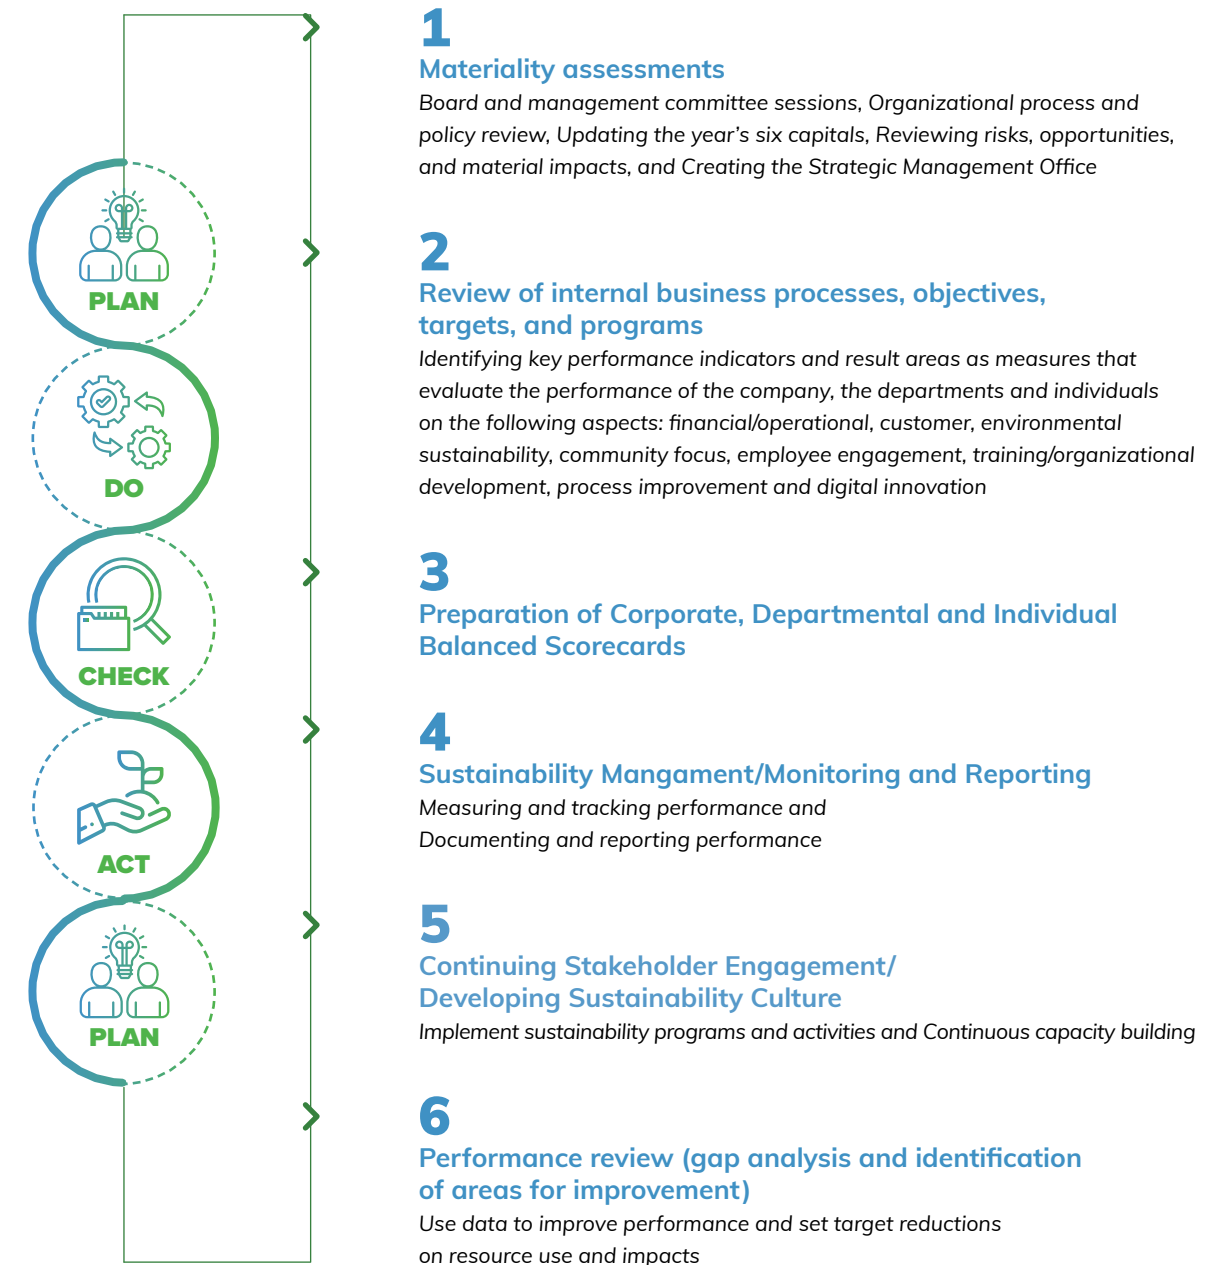 PLAN
DO
CHECK
ACT
PLAN
1
Materiality assessments
Board and management committee sessions, Organizational process and
policy review, Updating the year's six capitals, Reviewing risks, opportunities,
and material impacts, and Creating the Strategic Management Office
2
Review of internal business processes, objectives,
targets, and programs
Identifying key performance indicators and result areas as measures that
evaluate the performance of the company, the departments and individuals
on the following aspects: financial/operational, customer, environmental
sustainability, community focus, employee engagement, training/organizational
development, process improvement and digital innovation
3
Preparation of Corporate, Departmental and Individual
Balanced Scorecards
4
Sustainability Mangament/Monitoring and Reporting
Measuring and tracking performance and
Documenting and reporting performance
5
Continuing Stakeholder Engagement/
Developing Sustainability Culture
Implement sustainability programs and activities and Continuous capacity building
6
Performance review (gap analysis and identification
of areas for improvement)
Use data to improve performance and set target reductions
on resource use and impacts